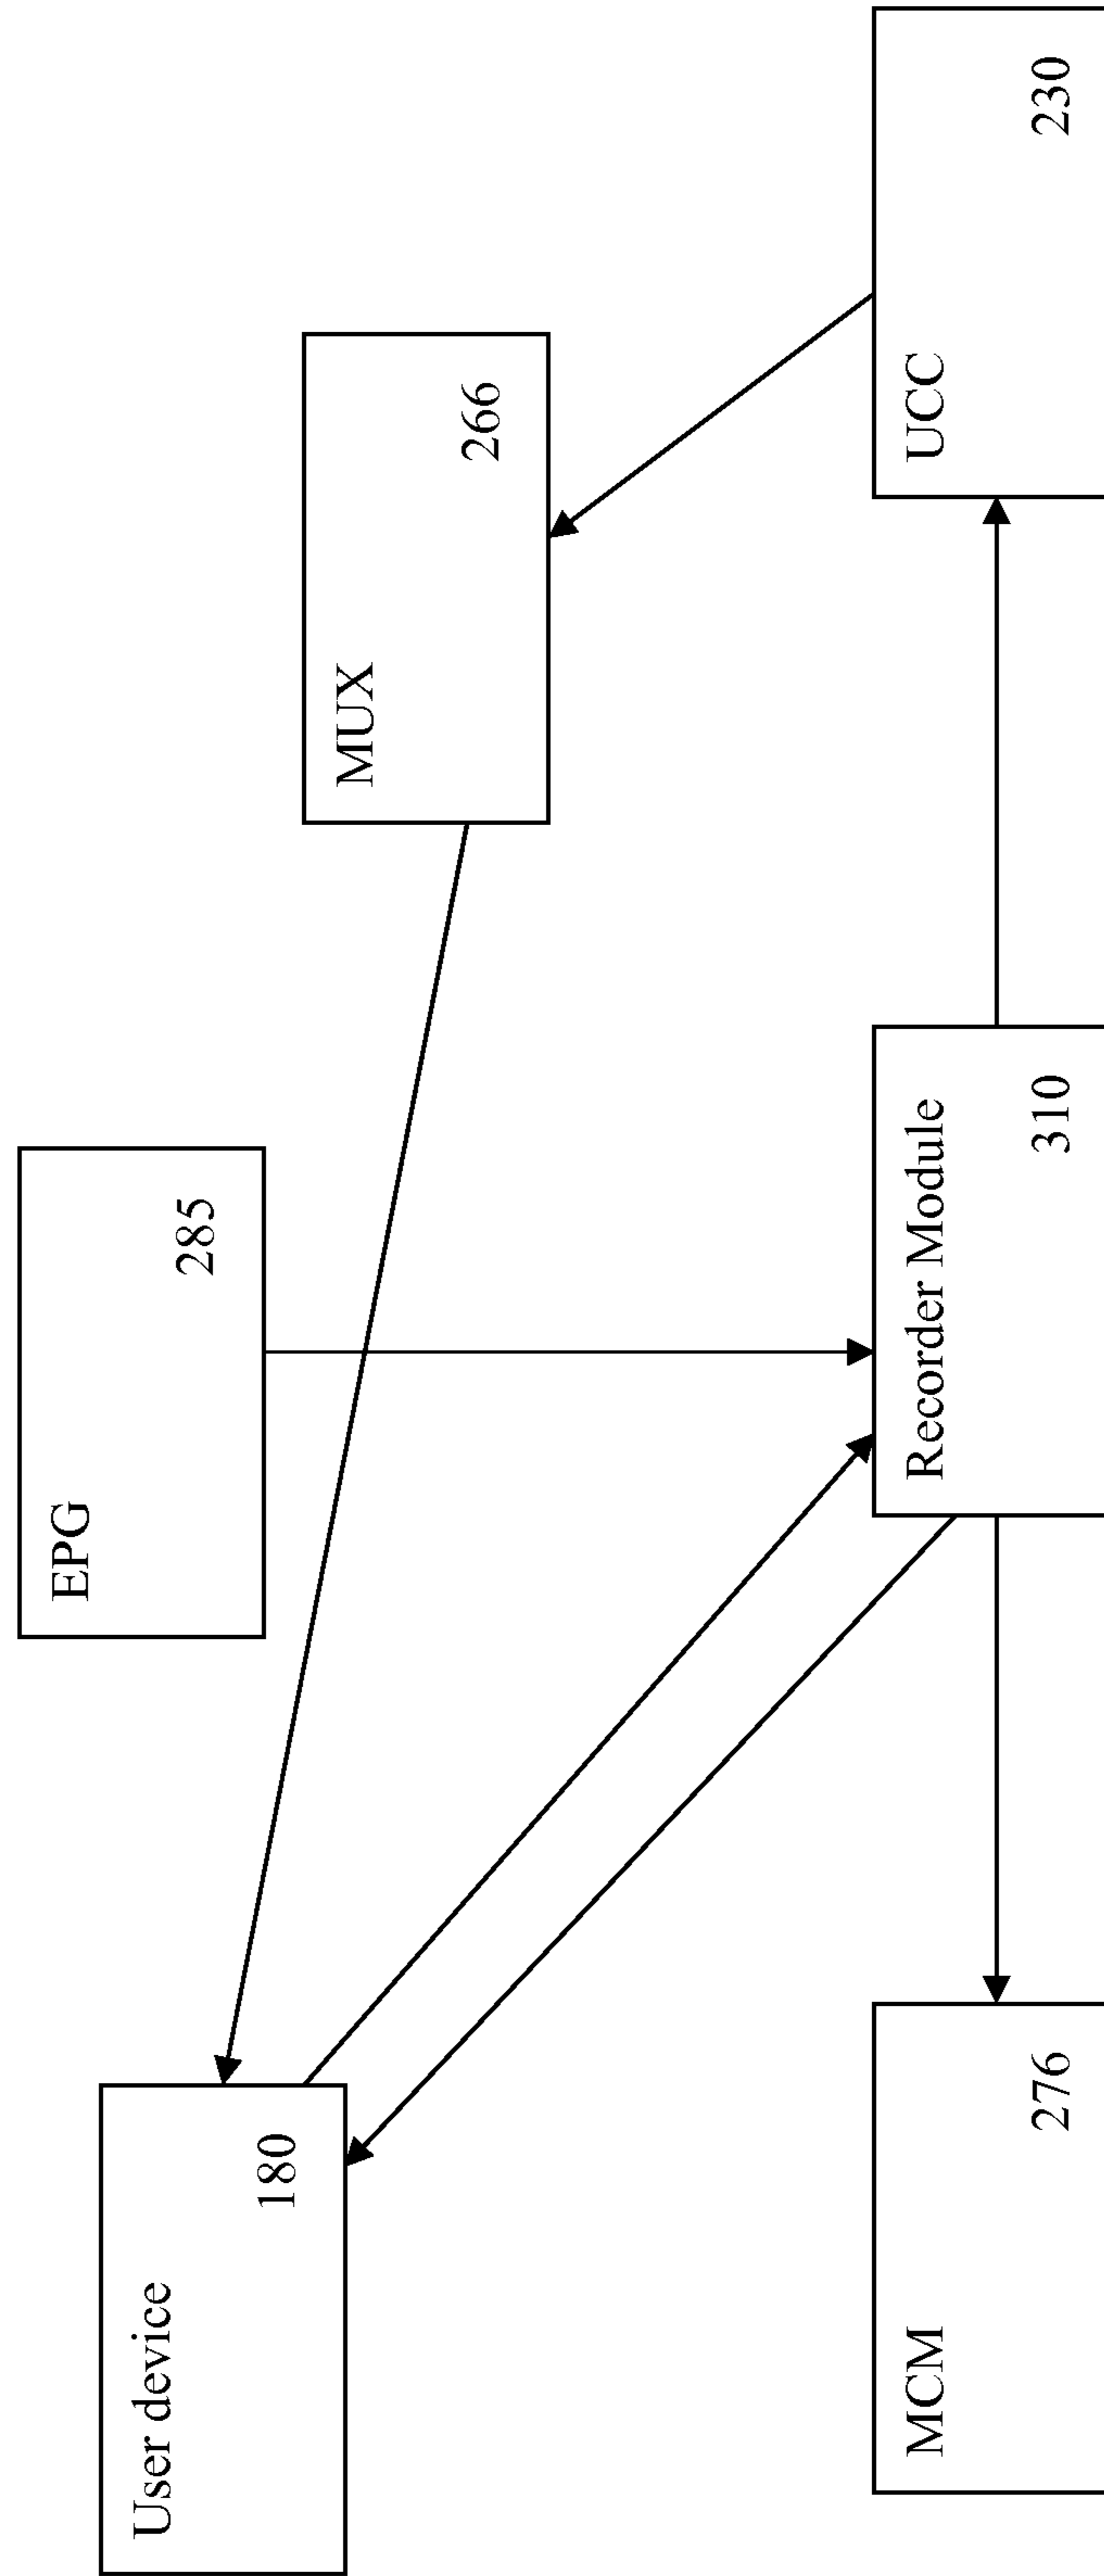 EPG
285
User device
180
MUX
266
MCM
276
Recorder Module
310
UCC
230